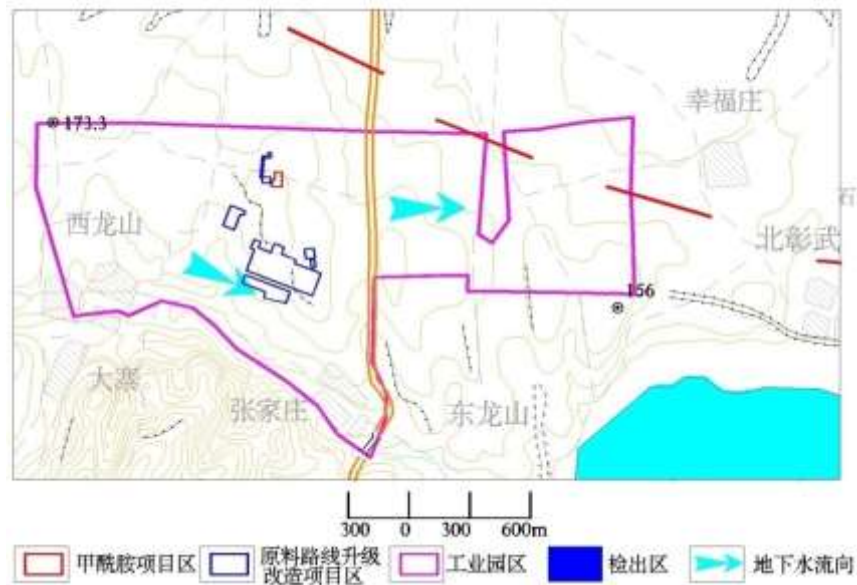 173.3
幸福庄
石
西龙山
北彰武
156
大寨
张家庄
东龙山
300 0 300 600m
甲酰胺项目区
原料路线升级
改造项目区
工业园区
检出区
地下水流向